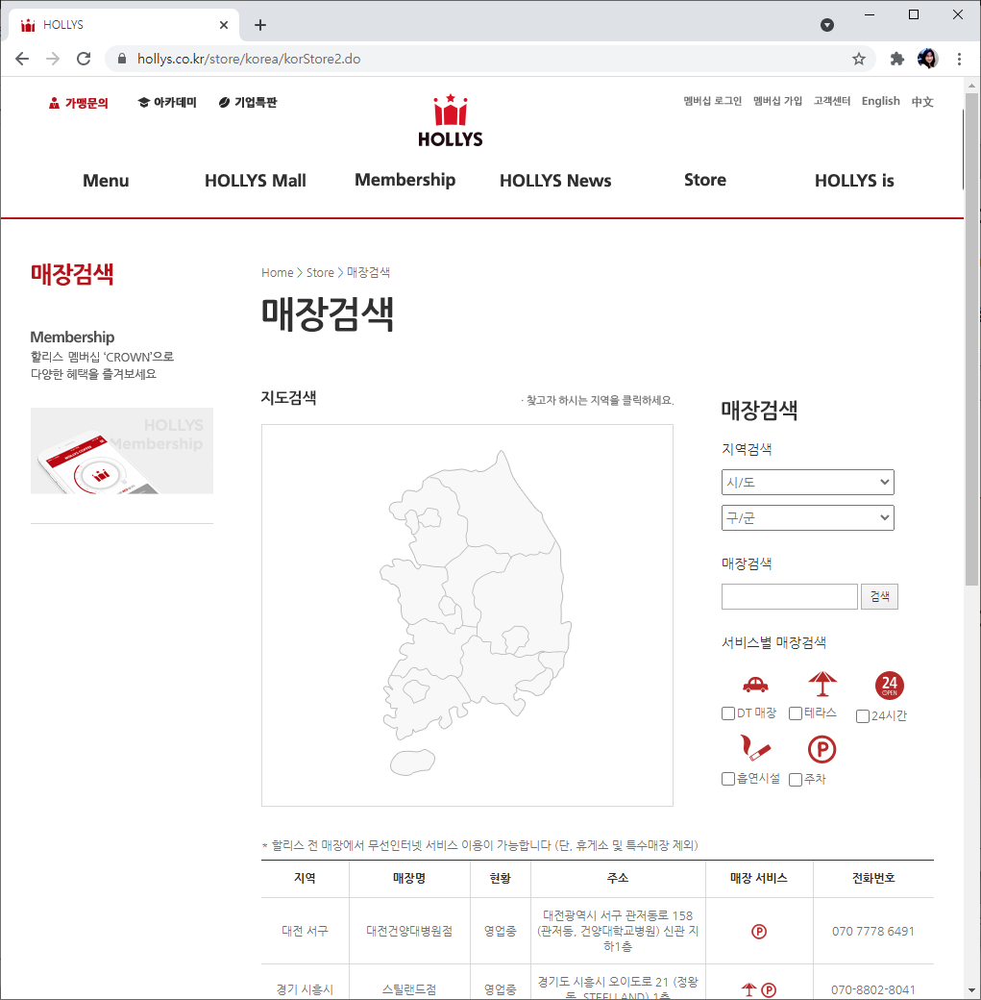 HOLLYS
hollys.co.kr/store/korea/korStore2.do
가맹문의 아카데미 기업특판
멤버십 로그인 멤버십 가입 고객센터 English 中文
HOLLYS
Menu HOLLYS Mall Membership HOLLYS News Store HOLLYS is
매장검색
Membership
할리스 멤버십 ‘CROWN’으로
다양한 혜택을 즐겨보세요
HOLLYS
Membership
HOLLYS COFFEE
Home > Store > 매장검색
매장검색
지도검색
· 찾고자 하시는 지역을 클릭하세요.
매장검색
지역검색
시/도
구/군
매장검색
검색
서비스별 매장검색
24
OPEN
DT 매장 테라스 24시간
P
흡연시설 주차
* 할리스 전 매장에서 무선인터넷 서비스 이용이 가능합니다 (단, 휴게소 및 특수매장 제외)
지역 매장명 현황 주소 매장 서비스 전화번호
대전 서구 대전건양대병원점 영업중 대전광역시 서구 관저동로 158
(관저동, 건양대학교병원) 신관 지
하1층
P 070 7778 6491
경기 시흥시 스틸랜드점 영업중 경기도 시흥시 오이도로 21 (정왕
동, STEELLAND) 1층
P 070-8802-8041